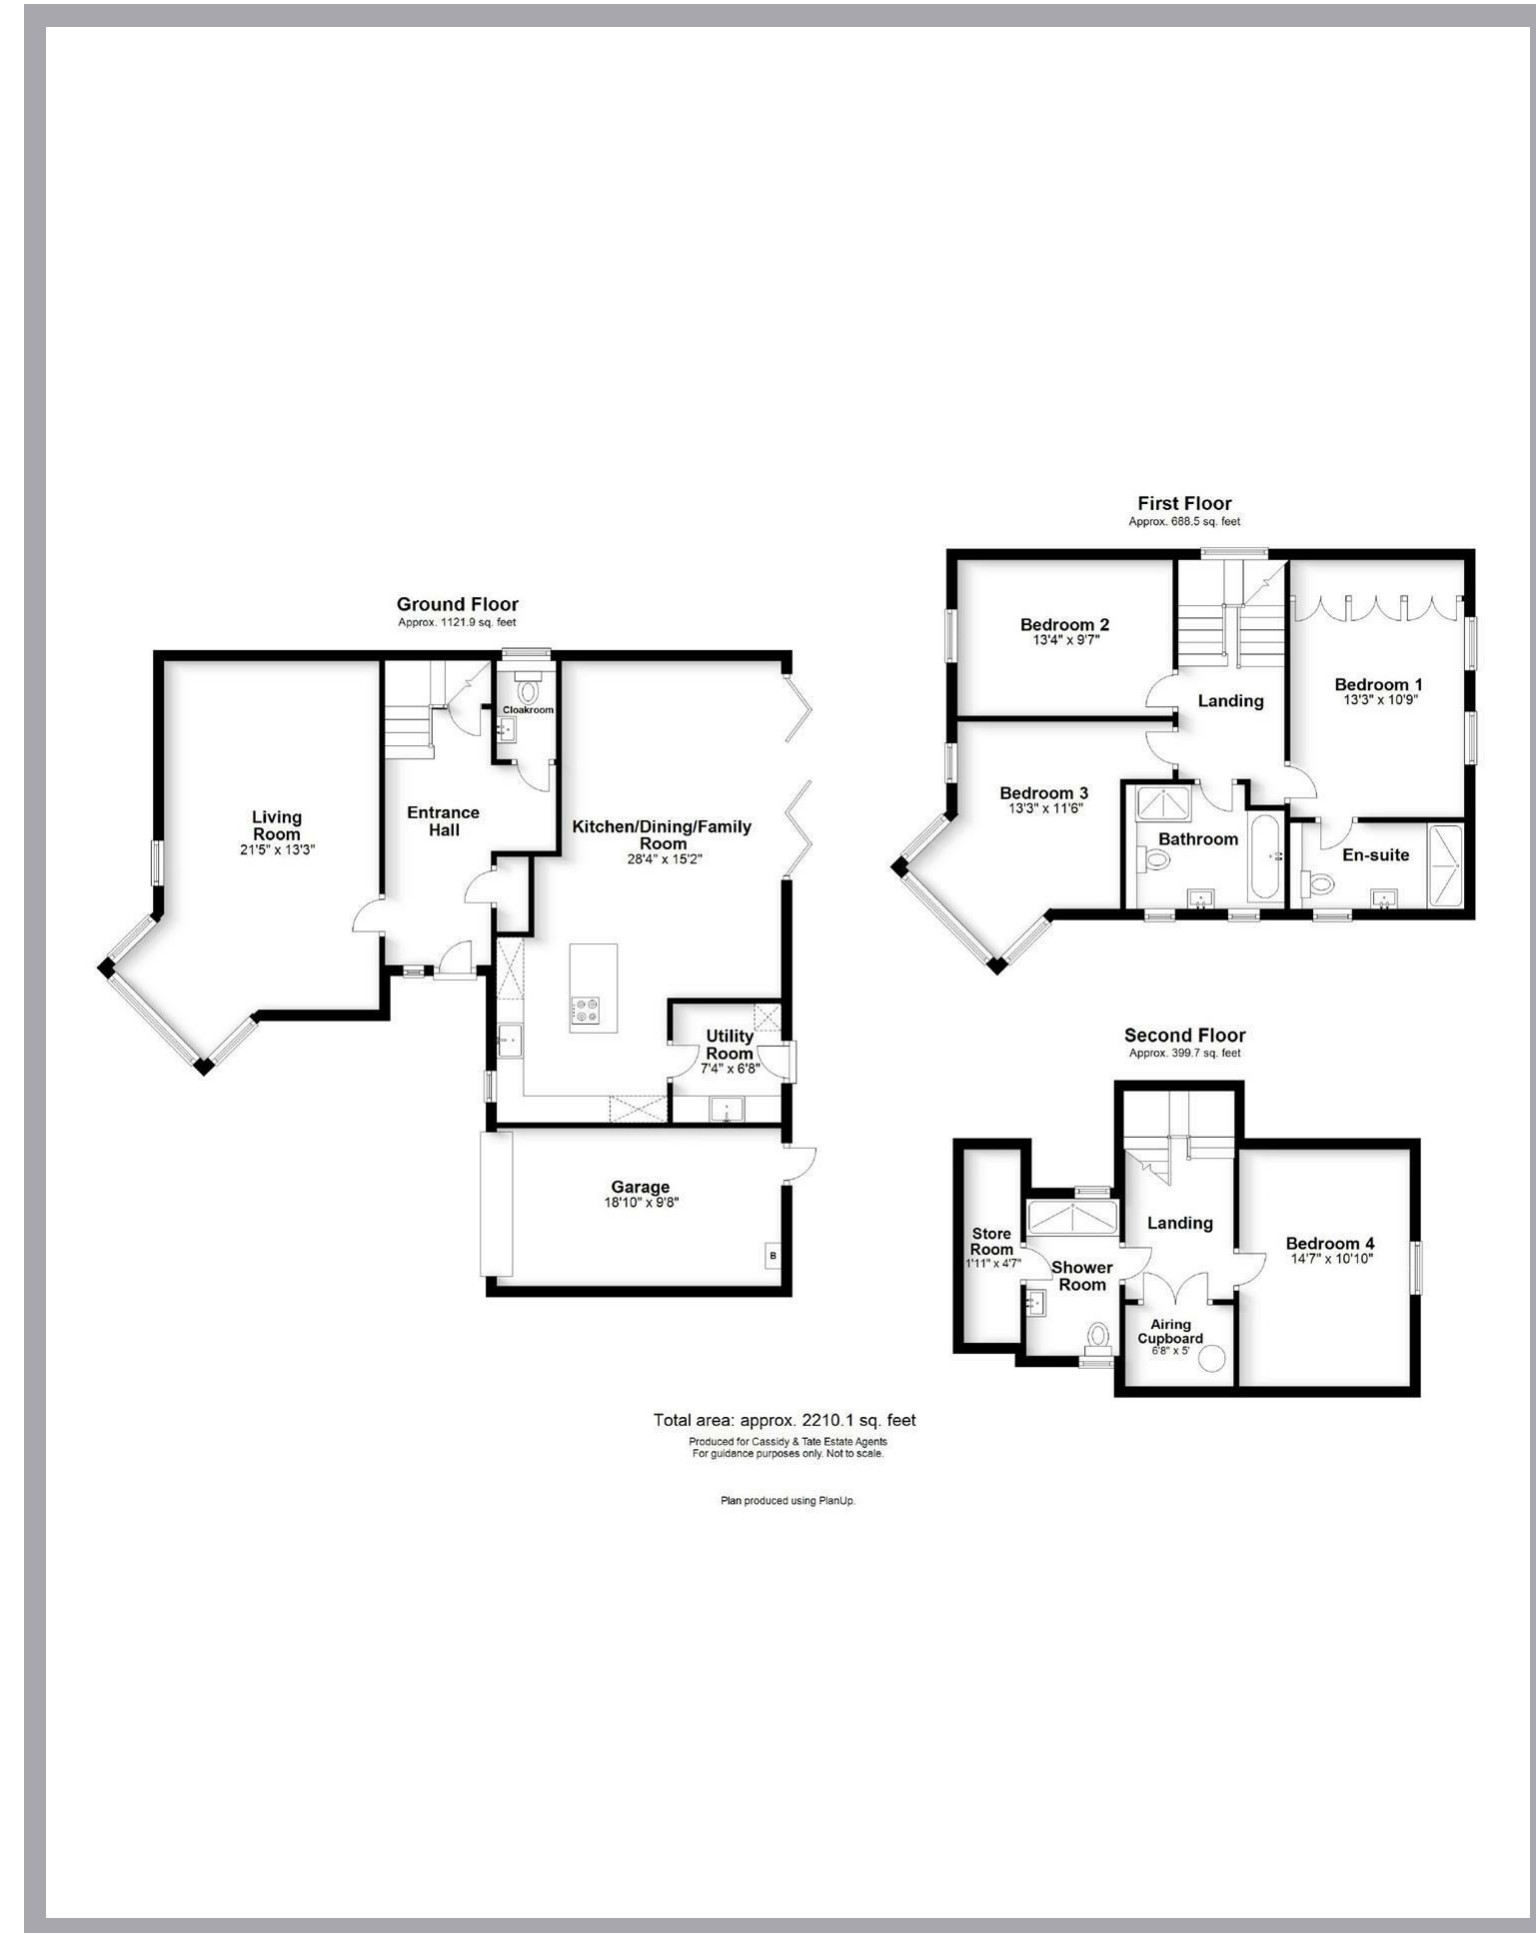 Ground Floor
Approx. 1121.9 sq. feet
Cloakroom
Living
Room
21'5" x 13'3"
Entrance
Hall
Kitchen/Dining/Family
Room
28'4" x 15'2"
Utility
Room
7'4" x 6'8"
Garage
18'10" x 9'8"
B
First Floor
Approx. 688.5 sq. feet
Bedroom 2
13'4" x 9'7"
Landing
Bedroom 1
13'3" x 10'9"
Bedroom 3
13'3" x 11'6"
Bathroom
En-suite
Second Floor
Approx. 399.7 sq. feet
Store
Room
1'11" x 4'7"
Shower
Room
Landing
Bedroom 4
14'7" x 10'10"
Airing
Cupboard
6'8" x 5'
Total area: approx. 2210.1 sq. feet
Produced for Cassidy & Tate Estate Agents
For guidance purposes only. Not to scale.
Plan produced using PlanUp.